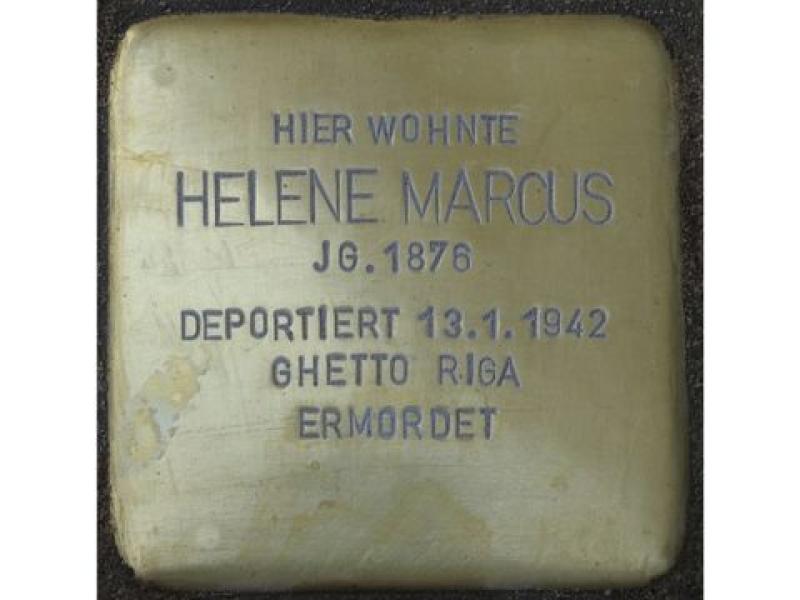 HIER WOHNTE
HELENE MARCUS
JG. 1876
DEPORTIERT 13.1.1942
GHETTO RIGA
ERMORDET